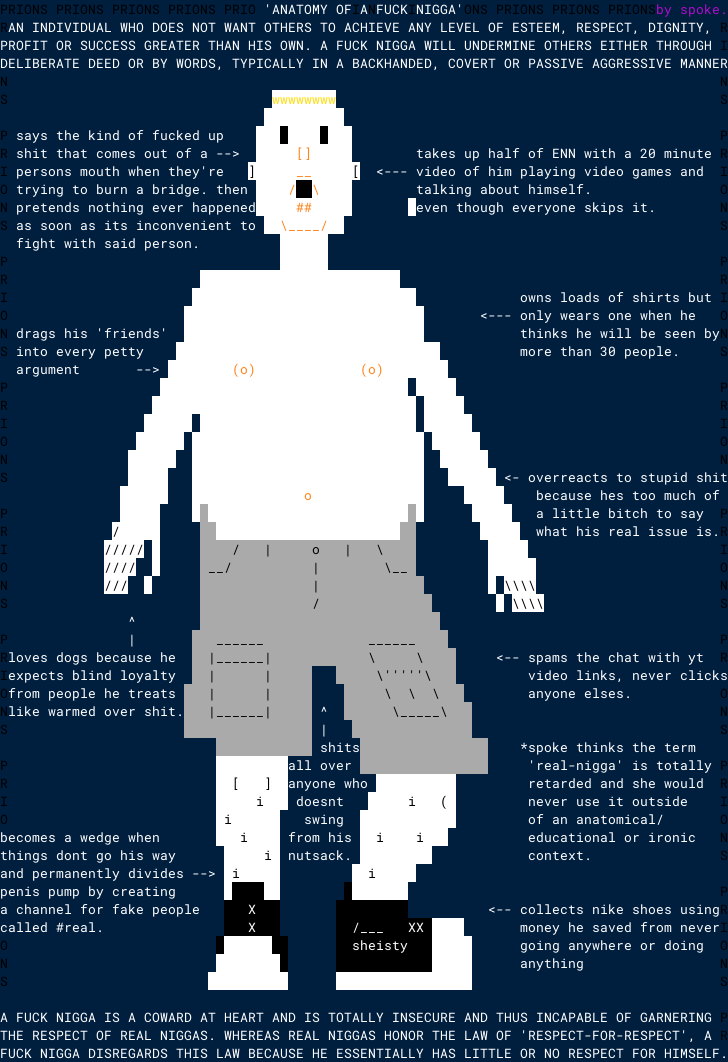 PRIONS PRIONS PRIONS PRIONS PRIO 'ANATOMY OF A FUCK NIGGA' IONS PRIONS PRIONS PRIONS by spoke.
AN INDIVIDUAL WHO DOES NOT WANT OTHERS TO ACHIEVE ANY LEVEL OF ESTEEM, RESPECT, DIGNITY,
PROFIT OR SUCCESS GREATER THAN HIS OWN. A FUCK NIGGA WILL UNDERMINE OTHERS EITHER THROUGH
DELIBERATE DEED OR BY WORDS, TYPICALLY IN A BACKHANDED, COVERT OR PASSIVE AGGRESSIVE MANNER
wwwwwwww
says the kind of fucked up
shit that comes out of a -->
persons mouth when they're
trying to burn a bridge. then
pretends nothing ever happened
as soon as its inconvenient to
fight with said person.
takes up half of ENN with a 20 minute
<--- video of him playing video games and
talking about himself.
even though everyone skips it.
owns loads of shirts but
<--- only wears one when he
thinks he will be seen by
more than 30 people.
drags his 'friends'
into every petty
argument -->
<- overreacts to stupid shit
because hes too much of
a little bitch to say
what his real issue is.
loves dogs because he
expects blind loyalty
from people he treats
like warmed over shit.
<-- spams the chat with yt
video links, never clicks
anyone elses.
shits
all over
anyone who
doesnt
swing
from his
nutsack.
*spoke thinks the term
'real-nigga' is totally
retarded and she would
never use it outside
of an anatomical/
educational or ironic
context.
becomes a wedge when
things dont go his way
and permanently divides -->
penis pump by creating
a channel for fake people
called #real.
X
X
XX
sheisty
<-- collects nike shoes using
money he saved from never
going anywhere or doing
anything
A FUCK NIGGA IS A COWARD AT HEART AND IS TOTALLY INSECURE AND THUS INCAPABLE OF GARNERING
THE RESPECT OF REAL NIGGAS. WHEREAS REAL NIGGAS HONOR THE LAW OF 'RESPECT-FOR-RESPECT', A
FUCK NIGGA DISREGARDS THIS LAW BECAUSE HE ESSENTIALLY HAS LITTLE OR NO RESPECT FOR HIMSELF